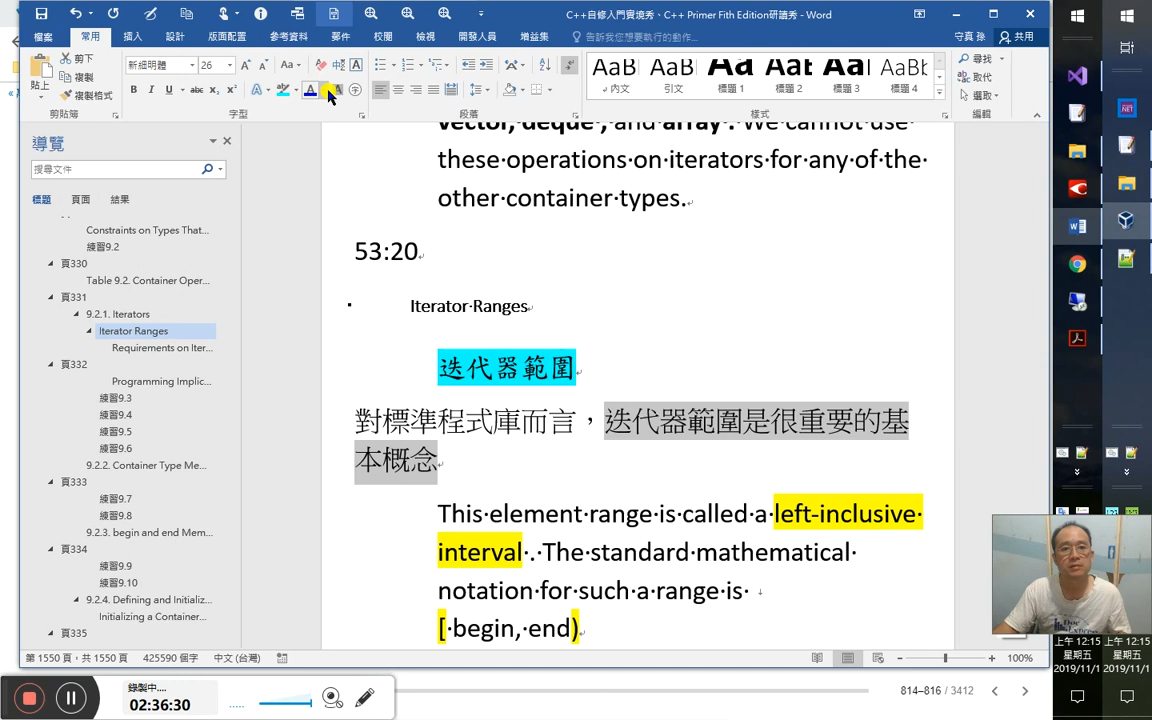 C++自修入門實境秀、C++ Primer Fifth Edition研讀秀 - Word
檔案 常用 插入 設計 版面配置 參考資料 郵件 校閱 檢視 開發人員 增益集 告訴我您想要執行的動作... 守真 孫 共用
貼上 剪下 複製 複製格式 剪貼簿
新細明體 26 字型
段落
AaB AaB Aa Aat Aal AaBb
內文 引文 標題 1 標題 2 標題 3 標題 4
樣式
尋找 取代 選取 編輯
導覽
搜尋文件
標題 頁面 結果
Constraints on Types That...
練習9.2
頁330
Table 9.2. Container Oper...
頁331
9.2.1. Iterators
Iterator Ranges
Requirements on Iter...
頁332
Programming Implic...
練習9.3
練習9.4
練習9.5
練習9.6
9.2.2. Container Type Me...
頁333
練習9.7
練習9.8
9.2.3. begin and end Mem...
頁334
練習9.9
練習9.10
9.2.4. Defining and Initializ...
Initializing a Container...
頁335
vector, deque , and array . We cannot use
these operations on iterators for any of the
other container types.
53:20
Iterator Ranges
迭代器範圍
對標準程式庫而言，迭代器範圍是很重要的基
本概念
This element range is called a left-inclusive
interval . The standard mathematical
notation for such a range is
[ begin, end)
第 1550 頁，共 1550 頁 425590 個字 中文 (台灣) 100%
錄製中....
02:36:30
814–816 / 3412
上午 12:15 上午 12:15
星期五 星期五
2019/11/1 2019/11/1